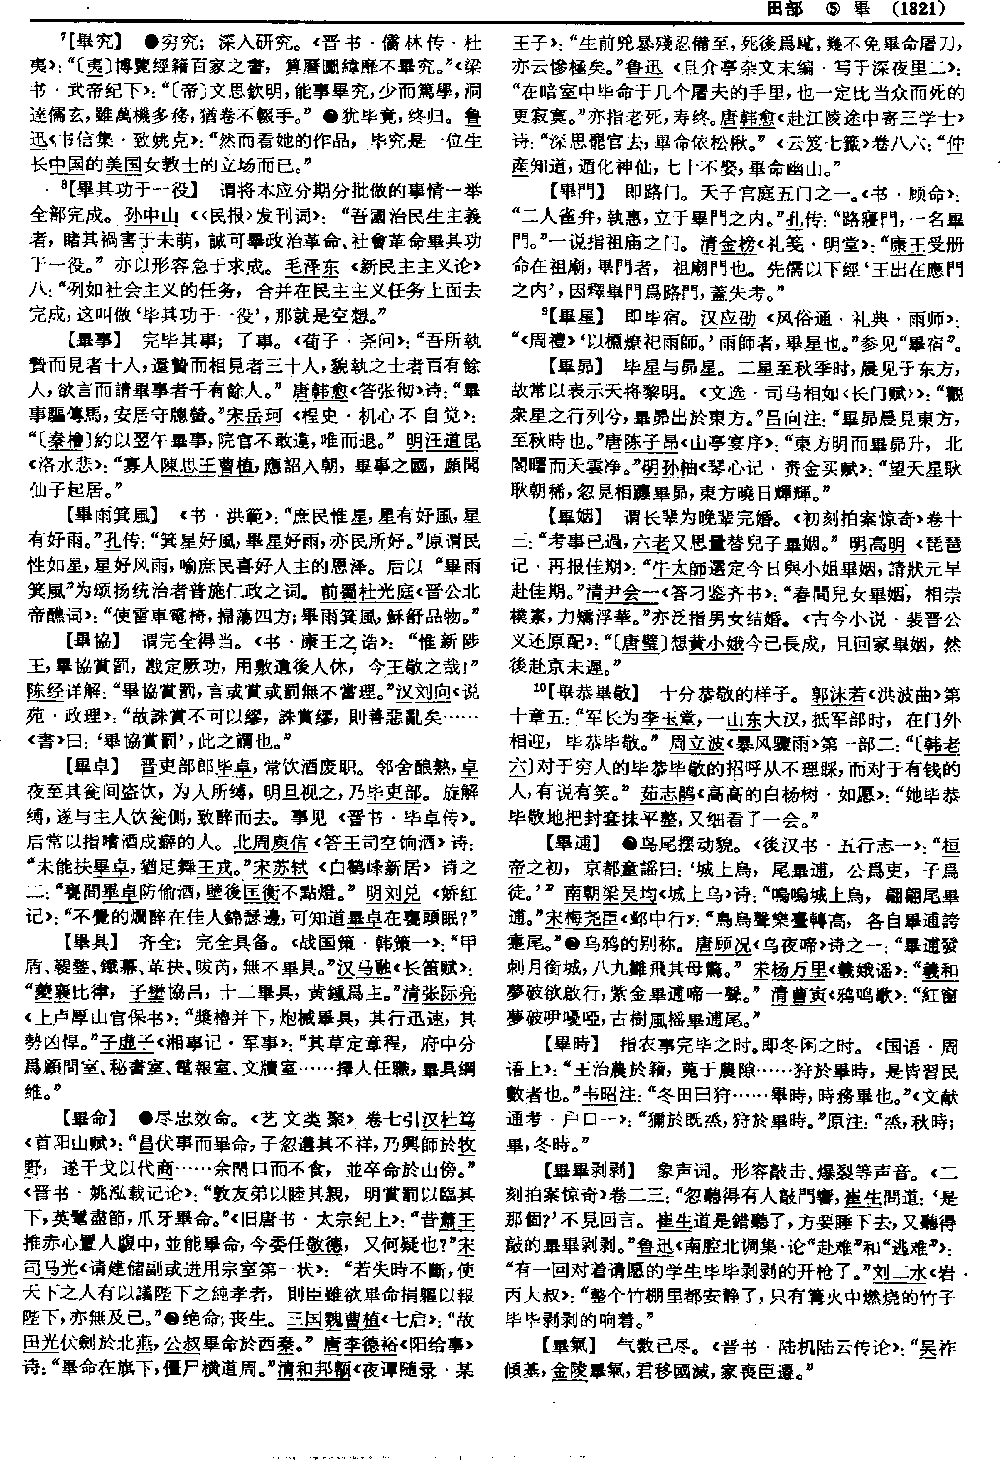 田部 ⑤ 畢 (1321)
⁷【畢究】 ❶穷究；深入研究。《晋书·儒林传·杜
夷》：“〔夷〕博覽經籍百家之書，算曆圖緯靡不畢究。”《梁
书·武帝纪下》：“〔帝〕文思欽明，能事畢究，少而篤學，洞
達儒玄，雖萬機多務，猶卷不輟手。” ❷犹毕竟，终归。鲁
迅《书信集·致姚克》：“然而看她的作品，毕究是一位生
长中国的美国女教士的立场而已。”
⁸【畢其功于一役】 谓将本应分期分批做的事情一举
全部完成。孙中山《〈民报〉发刊词》：“吾國治民生主義
者，睹其禍害于未萌，誠可舉政治革命、社會革命畢其功
于一役。”亦以形容急于求成。毛泽东《新民主主义论》
八：“例如社会主义的任务，合并在民主主义任务上面去
完成，这叫做‘毕其功于一役’，那就是空想。”
【畢事】 完毕其事；了事。《荀子·尧问》：“吾所執
贄而見者十人，還贄而相見者三十人，貌執之士者百有餘
人，欲言而請畢事者千有餘人。”唐韩愈《答张彻》诗：“畢
事驅傳馬，安居守牕螢。”宋岳珂《桯史·机心不自觉》：
“〔秦檜〕約以翌午畢事，院官不敢違，唯而退。”明汪道昆
《洛水悲》：“寡人陳思王曹植，應詔入朝，畢事之國，願聞
仙子起居。”
【畢雨箕風】 《书·洪範》：“庶民惟星，星有好風，星
有好雨。”孔传：“箕星好風，畢星好雨，亦民所好。”原谓民
性如星，星好风雨，喻庶民喜好人主的恩泽。后以“畢雨
箕風”为颂扬统治者普施仁政之词。前蜀杜光庭《晋公北
帝醮词》：“使雷車電椅，掃蕩四方；畢雨箕風，穌舒品物。”
【畢協】 谓完全得当。《书·康王之诰》：“惟新陟
王，畢協賞罰，戡定厥功，用敷遺後人休，今王敬之哉！”
陈经详解：“畢協賞罰，言或賞或罰無不當理。”汉刘向《说
苑·政理》：“故誅賞不可以繆，誅賞繆，則善惡亂矣……
《書》曰：‘畢協賞罰’，此之謂也。”
【畢卓】 晋吏部郎毕卓，常饮酒废职。邻舍酿熟，卓
夜至其瓮间盗饮，为人所缚，明旦视之，乃毕吏部。旋解
缚，遂与主人饮瓮侧，致醉而去。事见《晋书·毕卓传》。
后常以指嗜酒成癖的人。北周庾信《答王司空饷酒》诗：
“未能扶畢卓，猶足舞王戎。”宋苏轼《白鹤峰新居》诗之
二：“甕間畢卓防偷酒，壁後匡衡不點燈。”明刘兑《娇红
记》：“不覺的爛醉在佳人錦瑟邊，可知道畢卓在甕頭眠？”
【畢具】 齐全；完全具备。《战国策·韩策一》：“甲
盾、鞮鍪、鐵幕、革抉、㕹芮，無不畢具。”汉马融《长笛赋》：
“夔襄比律，子壄協呂，十二畢具，黄鍾爲主。”清张际亮
《上卢厚山官保书》：“槳櫓并下，炮械畢具，其行迅速，其
勢凶悍。”子虚子《湘事记·军事》：“其草定章程，府中分
爲顧問室、秘書室、電報室、文牘室……擇人任職，畢具綱
維。”
【畢命】 ❶尽忠效命。《艺文类聚》卷七引汉杜笃
《首阳山赋》：“昌伏事而畢命，子忽遘其不祥，乃興師於牧
野，遂干戈以代商……余閉口而不食，並卒命於山傍。”
《晋书·姚泓载记论》：“敦友弟以睦其親，明賞罰以臨其
下，英髦盡節，爪牙畢命。”《旧唐书·太宗纪上》：“昔蕭王
推赤心置人腹中，並能畢命，今委任敬德，又何疑也？”宋
司马光《请建储副或进用宗室第一状》：“若失時不斷，使
天下之人有以議陛下之純孝者，則臣雖欲畢命捐軀以報
陛下，亦無及已。”❷绝命；丧生。三国魏曹植《七启》：“故
田光伏劍於北燕，公叔畢命於西秦。”唐李德裕《阳给事》
诗：“畢命在旗下，僵尸横道周。”清和邦额《夜谭随录·某
王子》：“生前兇暴殘忍備至，死後爲䶂，幾不免畢命屠刀，
亦云慘極矣。”鲁迅《且介亭杂文末编·写于深夜里二》：
“在暗室中毕命于几个屠夫的手里，也一定比当众而死的
更寂寞。”亦指老死，寿终。唐韩愈《赴江陵途中寄三学士》
诗：“深思罷官去，畢命依松楸。”《云笈七籤》卷八六：“仲
産知道，通化神仙，七十不娶，畢命幽山。”
【畢門】 即路门。天子宫庭五门之一。《书·顾命》：
“二人雀弁，執惠，立于畢門之内。”孔传：“路寢門，一名畢
門。”一说指祖庙之门。清金榜《礼笺·明堂》：“康王受册
命在祖廟，畢門者，祖廟門也。先儒以下經‘王出在應門
之内’，因釋畢門爲路門，蓋失考。”
⁹【畢星】 即毕宿。汉应劭《风俗通·礼典·雨师》：
“《周禮》‘以槱燎祀雨師。’雨師者，畢星也。”参见“畢宿”。
【畢昴】 毕星与昴星。二星至秋季时，晨见于东方，
故常以表示天将黎明。《文选·司马相如〈长门赋〉》：“觀
衆星之行列兮，畢昴出於東方。”吕向注：“畢昴晨見東方，
至秋時也。”唐陈子昂《山亭宴序》：“東方明而畢昴升，北
閣曙而天雲净。”明孙柚《琴心记·赍金买赋》：“望天星耿
耿朝稀，忽見相隨畢昴，東方曉日輝輝。”
【畢姻】 谓长辈为晚辈完婚。《初刻拍案惊奇》卷十
三：“考事已過，六老又思量替兒子畢姻。”明高明《琵琶
记·再报佳期》：“牛太師選定今日與小姐畢姻，請狀元早
赴佳期。”清尹会一《答刁鉴齐书》：“春間兒女畢姻，相崇
樸素，力矯浮華。”亦泛指男女结婚。《古今小说·裴晋公
义还原配》：“〔唐璧〕想黄小娥今已長成，且回家畢姻，然
後赴京未遲。”
¹⁰【畢恭畢敬】 十分恭敬的样子。郭沫若《洪波曲》第
十章五：“军长为李玉堂，一山东大汉，抵军部时，在门外
相迎，毕恭毕敬。”周立波《暴风骤雨》第一部二：“〔韩老
六〕对于穷人的毕恭毕敬的招呼从不理睬，而对于有钱的
人，有说有笑。”茹志鹃《高高的白杨树·如愿》：“她毕恭
毕敬地把封套抹平整，又细看了一会。”
【畢逋】 ❶鸟尾摆动貌。《後汉书·五行志一》：“桓
帝之初，京都童謡曰：‘城上烏，尾畢逋，公爲吏，子爲
徒。’”南朝梁吴均《城上乌》诗：“嗚嗚城上烏，翩翩尾畢
逋。”宋梅尧臣《邺中行》：“烏烏聲樂臺轉高，各自畢逋誇
疐尾。”❷乌鸦的别称。唐顾况《乌夜啼》诗之一：“畢逋發
剌月銜城，八九雛飛其母驚。”宋杨万里《羲娥谣》：“羲和
夢破欲啟行，紫金畢逋啼一聲。”清曹寅《鸦鸣歌》：“紅窗
夢破咿嚘啞，古樹風摇畢逋尾。”
【畢時】 指农事完毕之时。即冬闲之时。《国语·周
语上》：“王治農於籍，蒐于農隙……狩於畢時，是皆習民
數者也。”韦昭注：“冬田曰狩……畢時，時務畢也。”《文献
通考·户口一》：“獮於既烝，狩於畢時。”原注：“烝，秋時；
畢，冬時。”
【畢畢剥剥】 象声词。形容敲击、爆裂等声音。《二
刻拍案惊奇》卷二三：“忽聽得有人敲門響，崔生問道：‘是
那個？’不見回言。崔生道是錯聽了，方要睡下去，又聽得
敲的畢畢剥剥。”鲁迅《南腔北调集·论“赴难”和“逃难”》：
“有一回对着请愿的学生毕毕剥剥的开枪了。”刘二水《岩·
丙大叔》：“整个竹棚里都安静了，只有篝火中燃烧的竹子
毕毕剥剥的响着。”
【畢氣】 气数已尽。《晋书·陆机陆云传论》：“吴祚
傾基，金陵畢氣，君移國滅，家喪臣遷。”